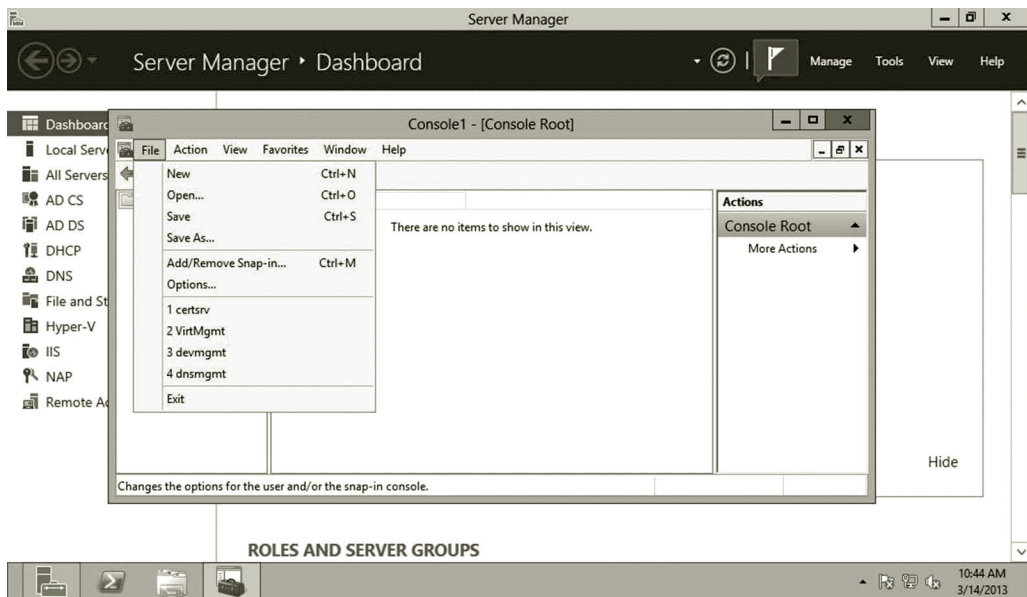 Server Manager
Server Manager • Dashboard
Manage Tools View Help
Dashboard
Console1 - [Console Root]
Local Serv
File Action View Favorites Window Help
All Servers
New Ctrl+N
Open... Ctrl+O
Save Ctrl+S
Save As...
Add/Remove Snap-in... Ctrl+M
Options...
1 certsrv
2 VirtMgmt
3 devmgmt
4 dnsmgmt
Exit
There are no items to show in this view.
Actions
Console Root
More Actions
AD CS
AD DS
DHCP
DNS
File and St
Hyper-V
IIS
NAP
Remote Ac
Hide
Changes the options for the user and/or the snap-in console.
ROLES AND SERVER GROUPS
10:44 AM
3/14/2013